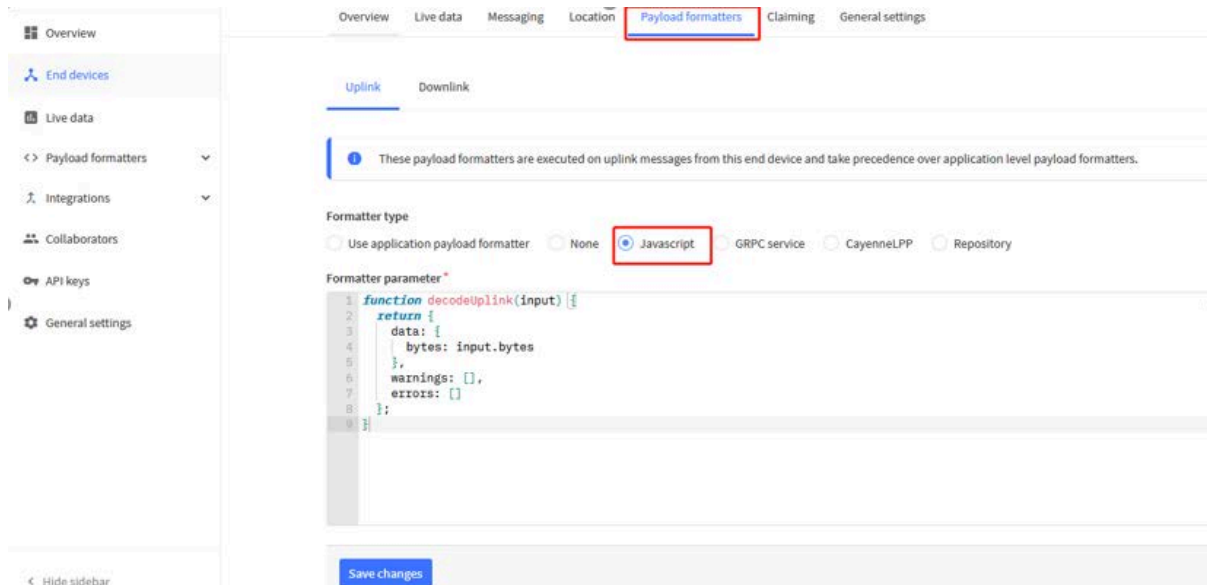 Overview Live data Messaging Location Payload formatters Claiming General settings
Overview
End devices
Live data
<> Payload formatters
Integrations
Collaborators
API keys
General settings
Uplink Downlink
These payload formatters are executed on uplink messages from this end device and take precedence over application level payload formatters.
Formatter type
Use application payload formatter None Javascript GRPC service CayenneLPP Repository
Formatter parameter *
1 function decodeUplink(input) {
2 return {
3 data: {
4 bytes: input.bytes
5 },
6 warnings: [],
7 errors: []
8 };
9 }
Save changes
< Hide sidebar